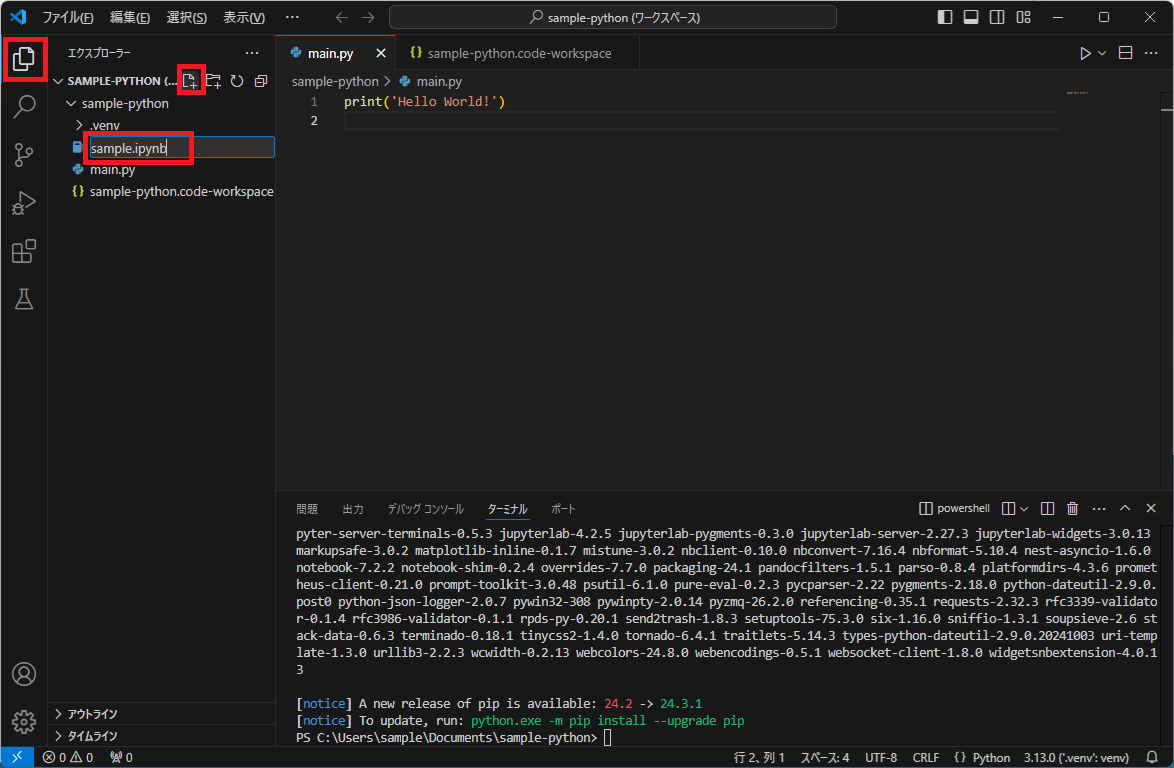 ファイル(F) 編集(E) 選択(S) 表示(V) ··· sample-python (ワークスペース)
エクスプローラー ···
SAMPLE-PYTHON (...
sample-python
.venv
sample.ipynb
main.py
sample-python.code-workspace
main.py sample-python.code-workspace
sample-python > main.py
1 print('Hello World!')
2
問題 出力 デバッグ コンソール ターミナル ポート powershell
pyter-server-terminals-0.5.3 jupyterlab-4.2.5 jupyterlab-pygments-0.3.0 jupyterlab-server-2.27.3 jupyterlab-widgets-3.0.13
markupsafe-3.0.2 matplotlib-inline-0.1.7 mistune-3.0.2 nbclient-0.10.0 nbconvert-7.16.4 nbformat-5.10.4 nest-asyncio-1.6.0
notebook-7.2.2 notebook-shim-0.2.4 overrides-7.7.0 packaging-24.1 pandocfilters-1.5.1 parso-0.8.4 platformdirs-4.3.6 promet
heus-client-0.21.0 prompt-toolkit-3.0.48 psutil-6.1.0 pure-eval-0.2.3 pycparser-2.22 pygments-2.18.0 python-dateutil-2.9.0.
post0 python-json-logger-2.0.7 pywin32-308 pywinpty-2.0.14 pyzmq-26.2.0 referencing-0.35.1 requests-2.32.3 rfc3339-validato
r-0.1.4 rfc3986-validator-0.1.1 rpds-py-0.20.1 send2trash-1.8.3 setuptools-75.3.0 six-1.16.0 sniffio-1.3.1 soupsieve-2.6 st
ack-data-0.6.3 terminado-0.18.1 tinycss2-1.4.0 tornado-6.4.1 traitlets-5.14.3 types-python-dateutil-2.9.0.20241003 uri-temp
late-1.3.0 urllib3-2.2.3 wcwidth-0.2.13 webcolors-24.8.0 webencodings-0.5.1 websocket-client-1.8.0 widgetsnbextension-4.0.1
3
[notice] A new release of pip is available: 24.2 -> 24.3.1
[notice] To update, run: python.exe -m pip install --upgrade pip
PS C:\Users\sample\Documents\sample-python>
アウトライン
タイムライン
0 0 0 行 2、列 1 スペース: 4 UTF-8 CRLF {} Python 3.13.0 ('.venv': venv)